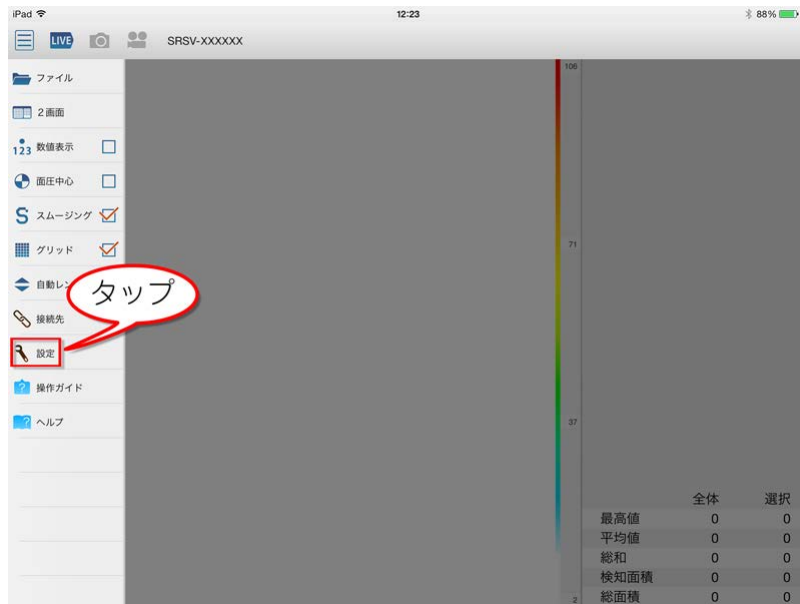 iPad 12:23 88%
LIVE SRSV-XXXXXX
ファイル
2画面
123 数値表示
面圧中心
S スムージング
グリッド
自動レン
タップ
接続先
設定
操作ガイド
ヘルプ
106
71
37
2
全体 選択
最高値 0 0
平均値 0 0
総和 0 0
検知面積 0 0
総面積 0 0